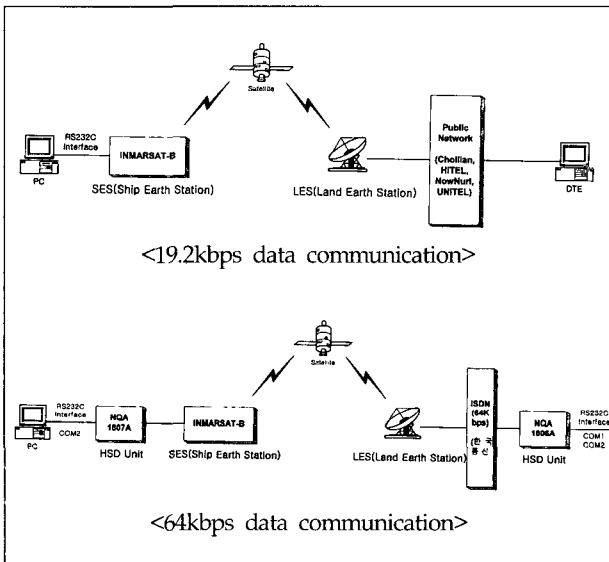 Satellite
RS232C
Interface
INMARSAT-B
PC
SES(Ship Earth Station)
LES(Land Earth Station)
Public
Network
(Chollian,
HITEL,
NowNuri,
UNITEL)
DTE
<19.2kbps data communication>
Satellite
RS232C
Interface
COM2
PC
NQA
1807A
HSD Unit
INMARSAT-B
SES(Ship Earth Station)
LES(Land Earth Station)
ISDN
(64K
bps)
(한국
통신)
NQA
1806A
HSD Unit
RS232C
Interface
COM1
COM2
<64kbps data communication>